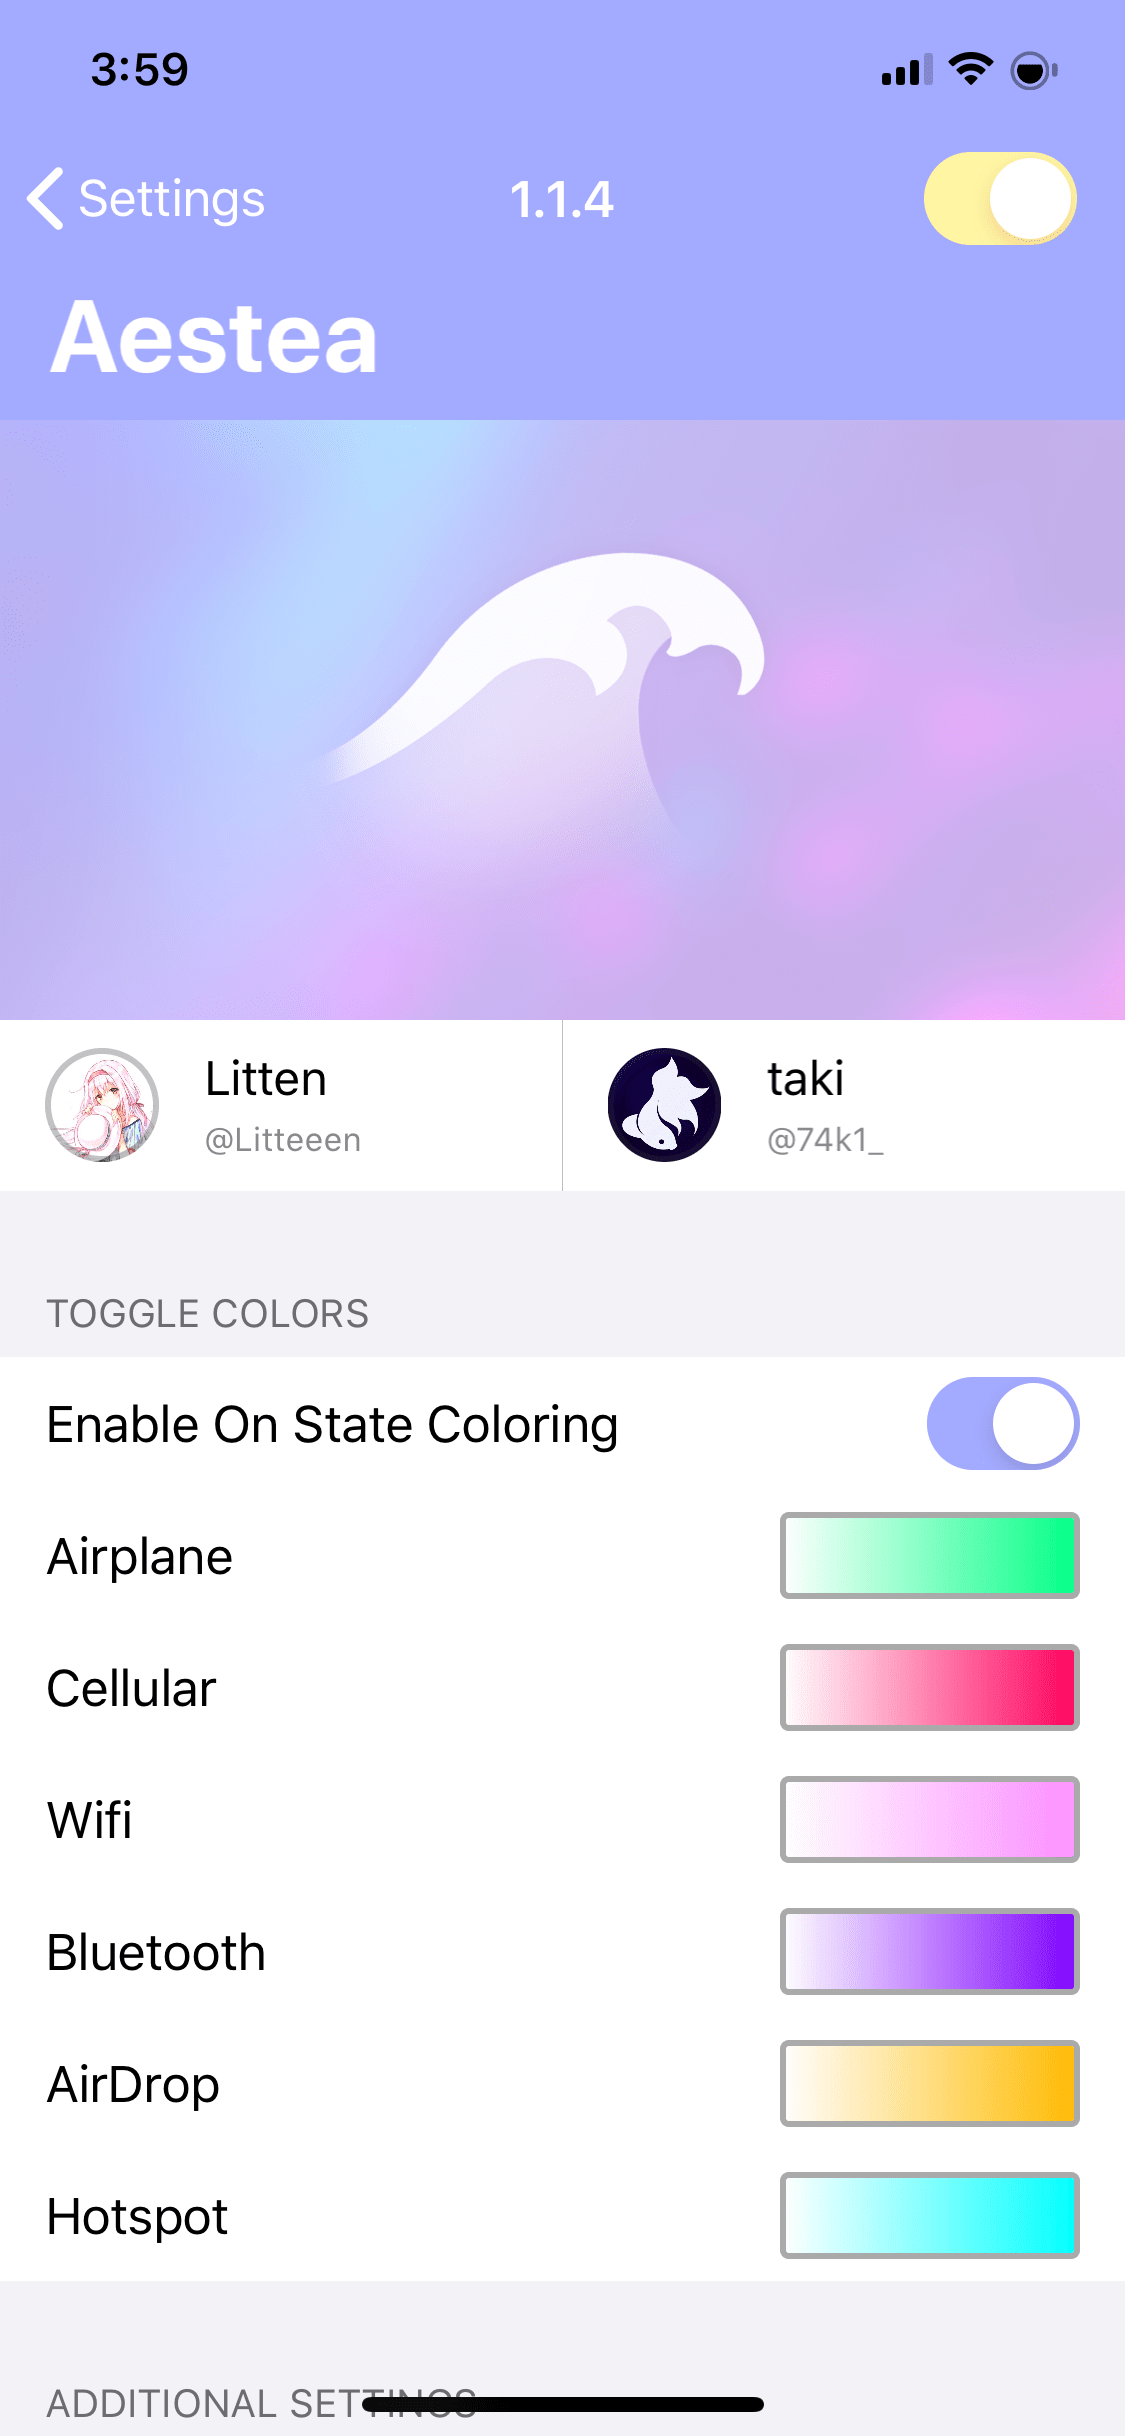 3:59
Settings
1.1.4
Aestea
Litten
@Litteeen
taki
@74k1_
TOGGLE COLORS
Enable On State Coloring
Airplane
Cellular
Wifi
Bluetooth
AirDrop
Hotspot
ADDITIONAL SETTINGS